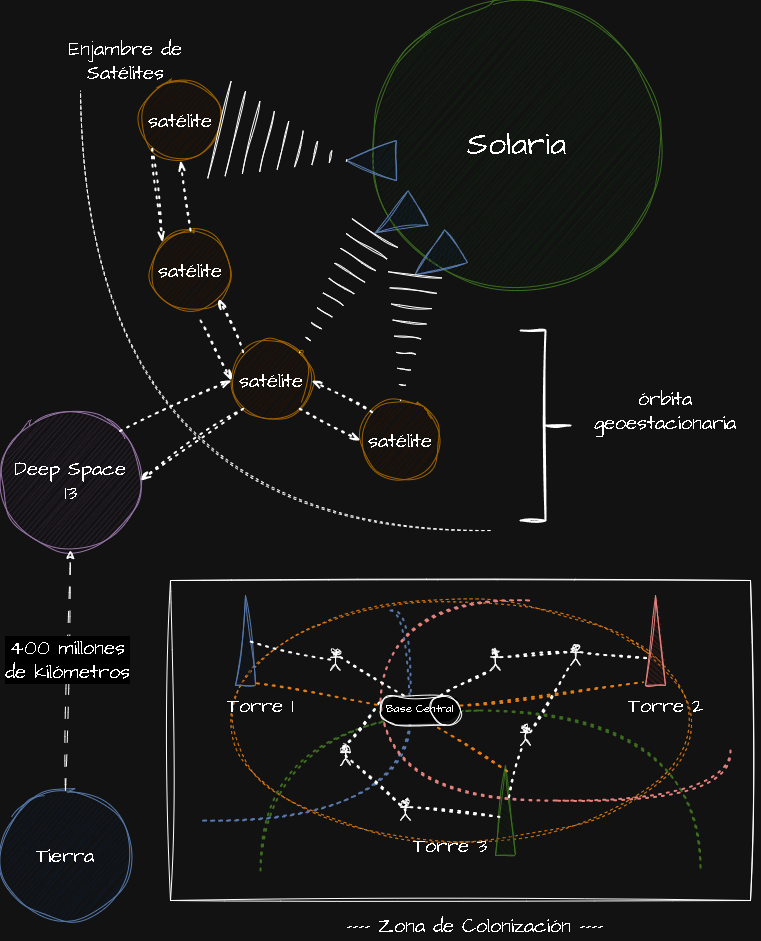 Enjambre de
Satélites
Solaria
satélite
satélite
satélite
satélite
órbita
geoestacionaria
Deep Space
13
400 millones
de kilómetros
Tierra
Base Central
Torre 1
Torre 2
Torre 3
---- Zona de Colonización ----